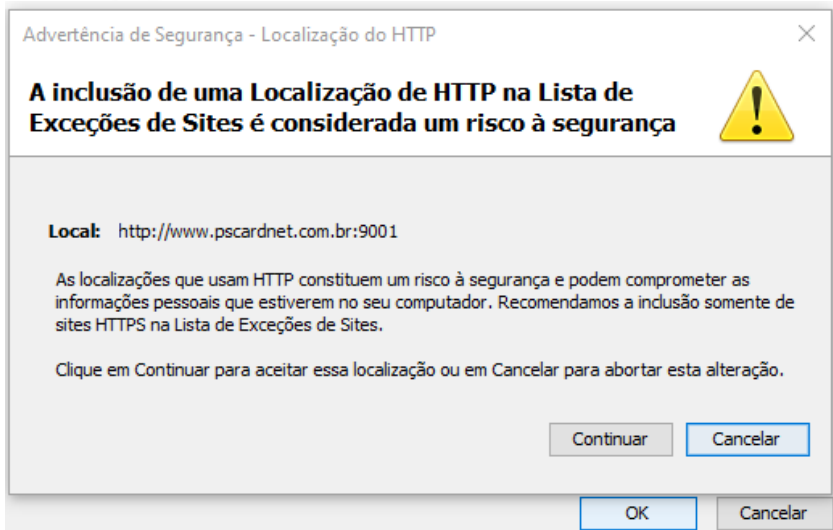 Advertência de Segurança - Localização do HTTP
A inclusão de uma Localização de HTTP na Lista de
Exceções de Sites é considerada um risco à segurança
Local: http://www.pscardnet.com.br:9001
As localizações que usam HTTP constituem um risco à segurança e podem comprometer as
informações pessoais que estiverem no seu computador. Recomendamos a inclusão somente de
sites HTTPS na Lista de Exceções de Sites.
Clique em Continuar para aceitar essa localização ou em Cancelar para abortar esta alteração.
Continuar Cancelar
OK Cancelar